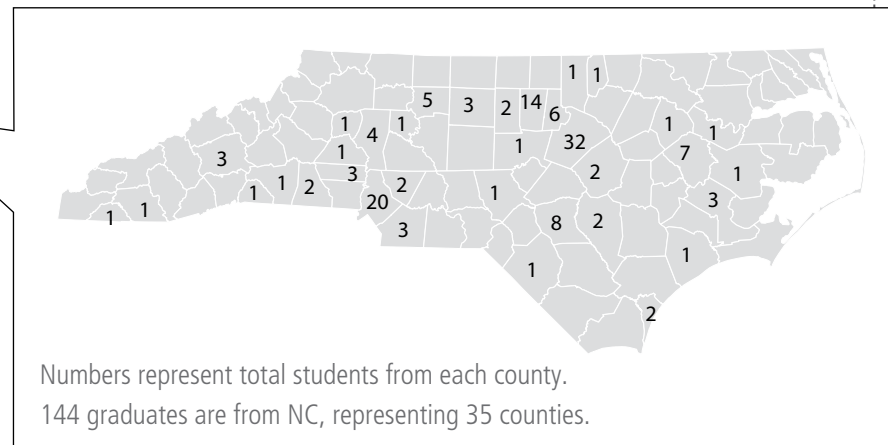 1 1
5 3 2 14 6
1 4 1 1 32 1 1
1 7
3 2 1
3
1 1 2 2 1 3
20
1 1 8 2
3
1
1
2
Numbers represent total students from each county.
144 graduates are from NC, representing 35 counties.